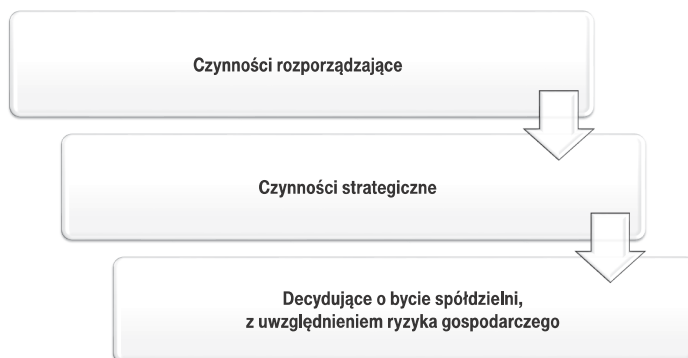 Czynności rozporządzające
Czynności strategiczne
Decydujące o bycie spółdzielni,
z uwzględnieniem ryzyka gospodarczego